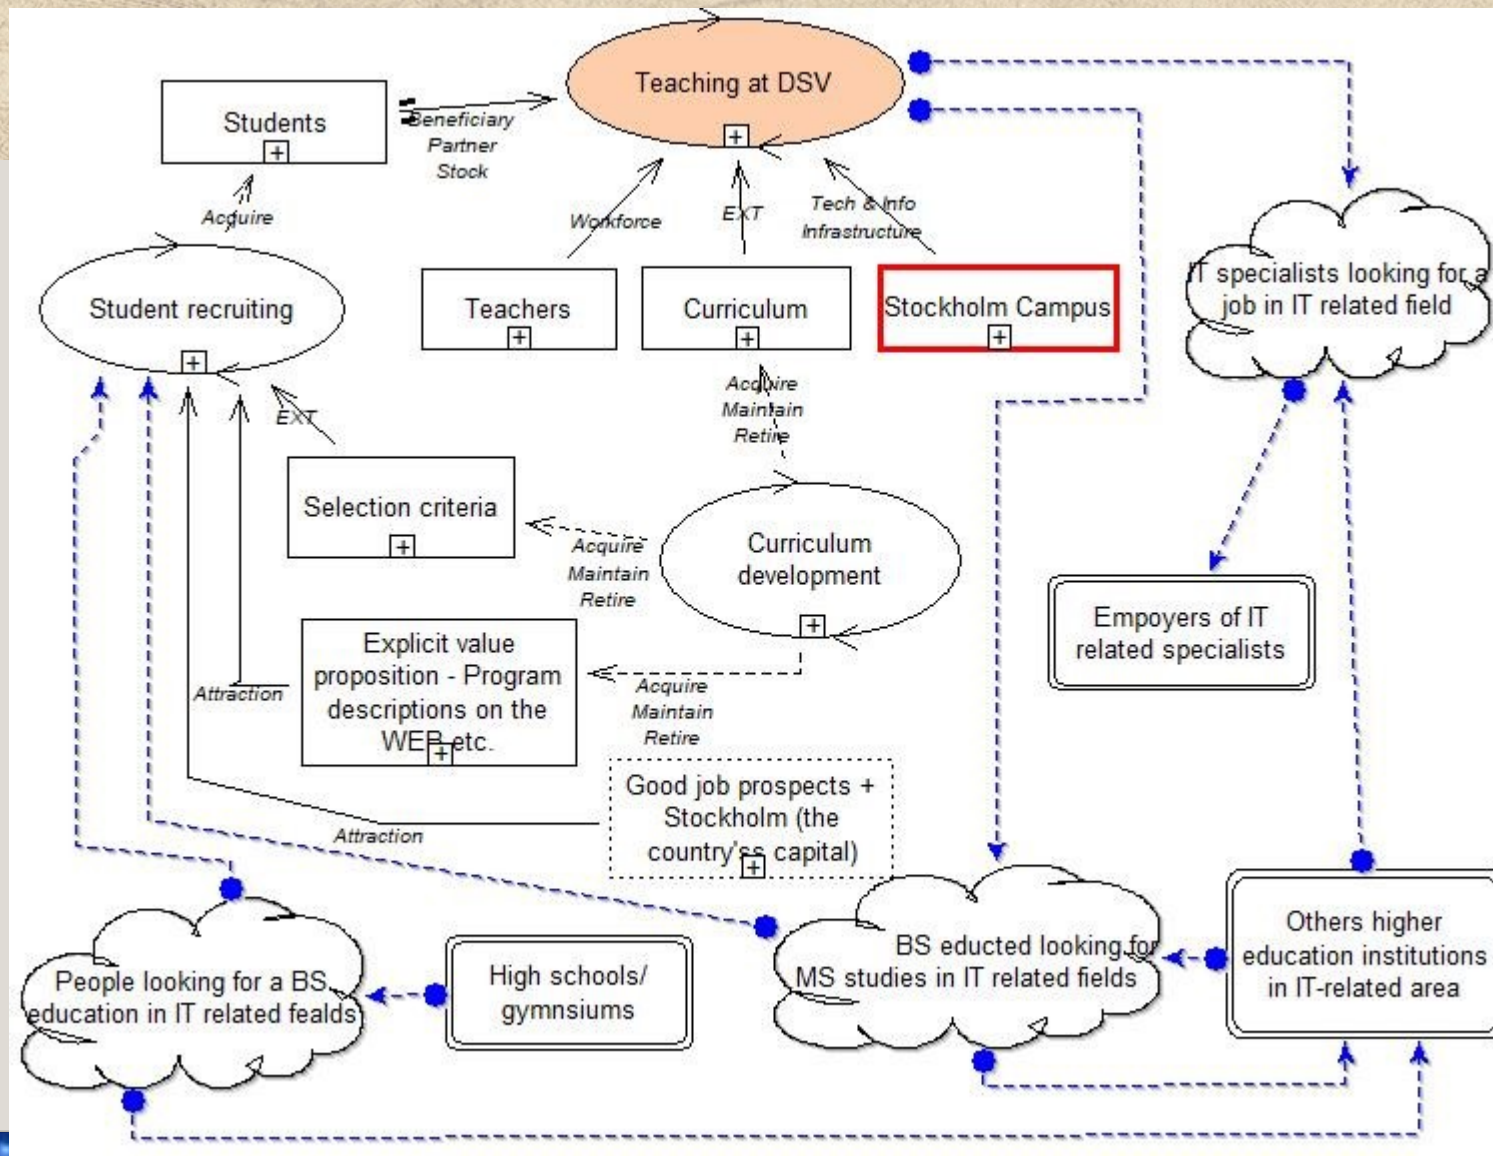 Teaching at DSV
Students
Beneficiary
Partner
Stock
Acquire
Workforce
EXT
Tech & Info
Infrastructure
IT specialists looking for a
job in IT related field
Student recruiting
Teachers
Curriculum
Stockholm Campus
Acquire
Maintain
Retire
EXT
Selection criteria
Acquire
Maintain
Retire
Curriculum
development
Empoyers of IT
related specialists
Explicit value
proposition - Program
descriptions on the
WEB etc.
Attraction
Acquire
Maintain
Retire
Good job prospects +
Stockholm (the
country'ss capital)
Attraction
People looking for a BS
education in IT related fealds
High schools/
gymnsiums
BS educted looking for
MS studies in IT related fields
Others higher
education institutions
in IT-related area